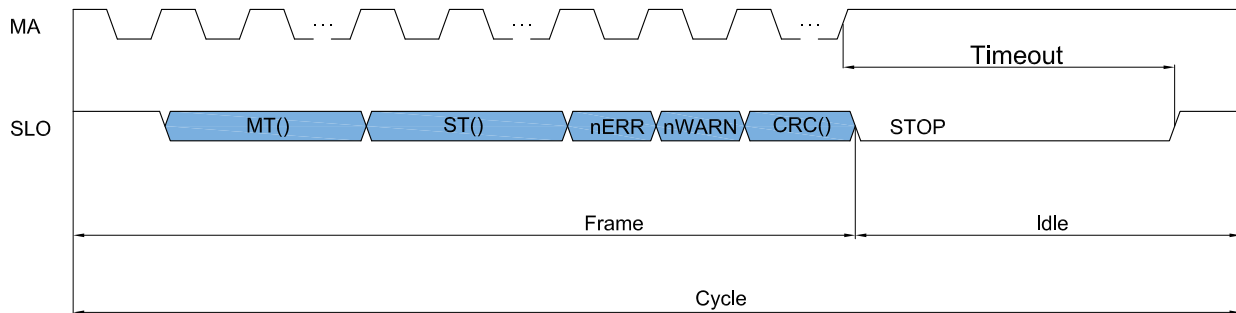 MA
...
...
...
Timeout
SLO
MT()
ST()
nERR
nWARN
CRC()
STOP
Frame
Idle
Cycle